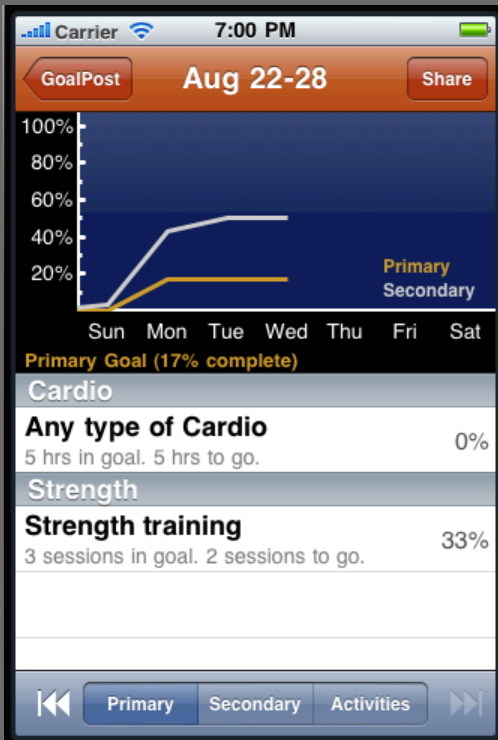 Carrier 7:00 PM
GoalPost Aug 22-28 Share
100%
80%
60%
40%
20%
Primary
Secondary
Sun Mon Tue Wed Thu Fri Sat
Primary Goal (17% complete)
Cardio
Any type of Cardio 0%
5 hrs in goal. 5 hrs to go.
Strength
Strength training 33%
3 sessions in goal. 2 sessions to go.
Primary Secondary Activities